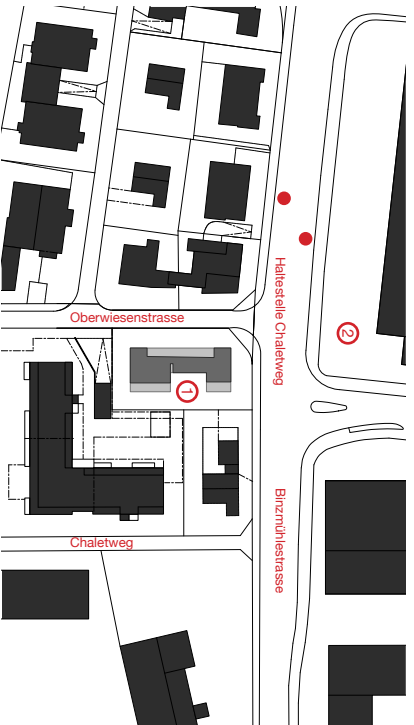 Haltestelle Chaletweg
Oberwiesenstrasse
2
1
Binzmühlestrasse
Chaletweg